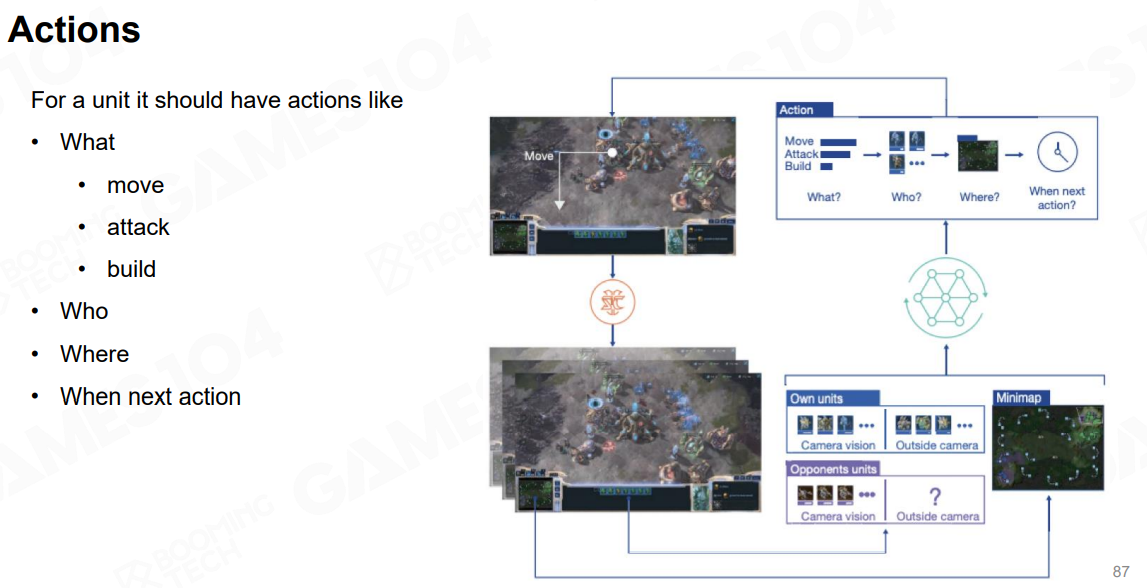 Actions
For a unit it should have actions like
• What
• move
• attack
• build
• Who
• Where
• When next action
Move
Action
Move
Attack
Build
What?
Who?
Where?
When next
action?
Own units
Camera vision
Outside camera
Opponents units
Camera vision
?
Outside camera
Minimap
87
GAMES104
BOOMING
TECH